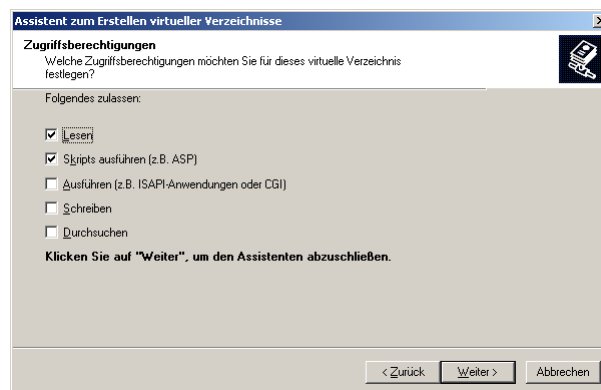 Assistent zum Erstellen virtueller Verzeichnisse
Zugriffsberechtigungen
Welche Zugriffsberechtigungen möchten Sie für dieses virtuelle Verzeichnis
festlegen?
Folgendes zulassen:
Lesen
Skripts ausführen (z.B. ASP)
Ausführen (z.B. ISAPI-Anwendungen oder CGI)
Schreiben
Durchsuchen
Klicken Sie auf "Weiter", um den Assistenten abzuschließen.
< Zurück Weiter > Abbrechen